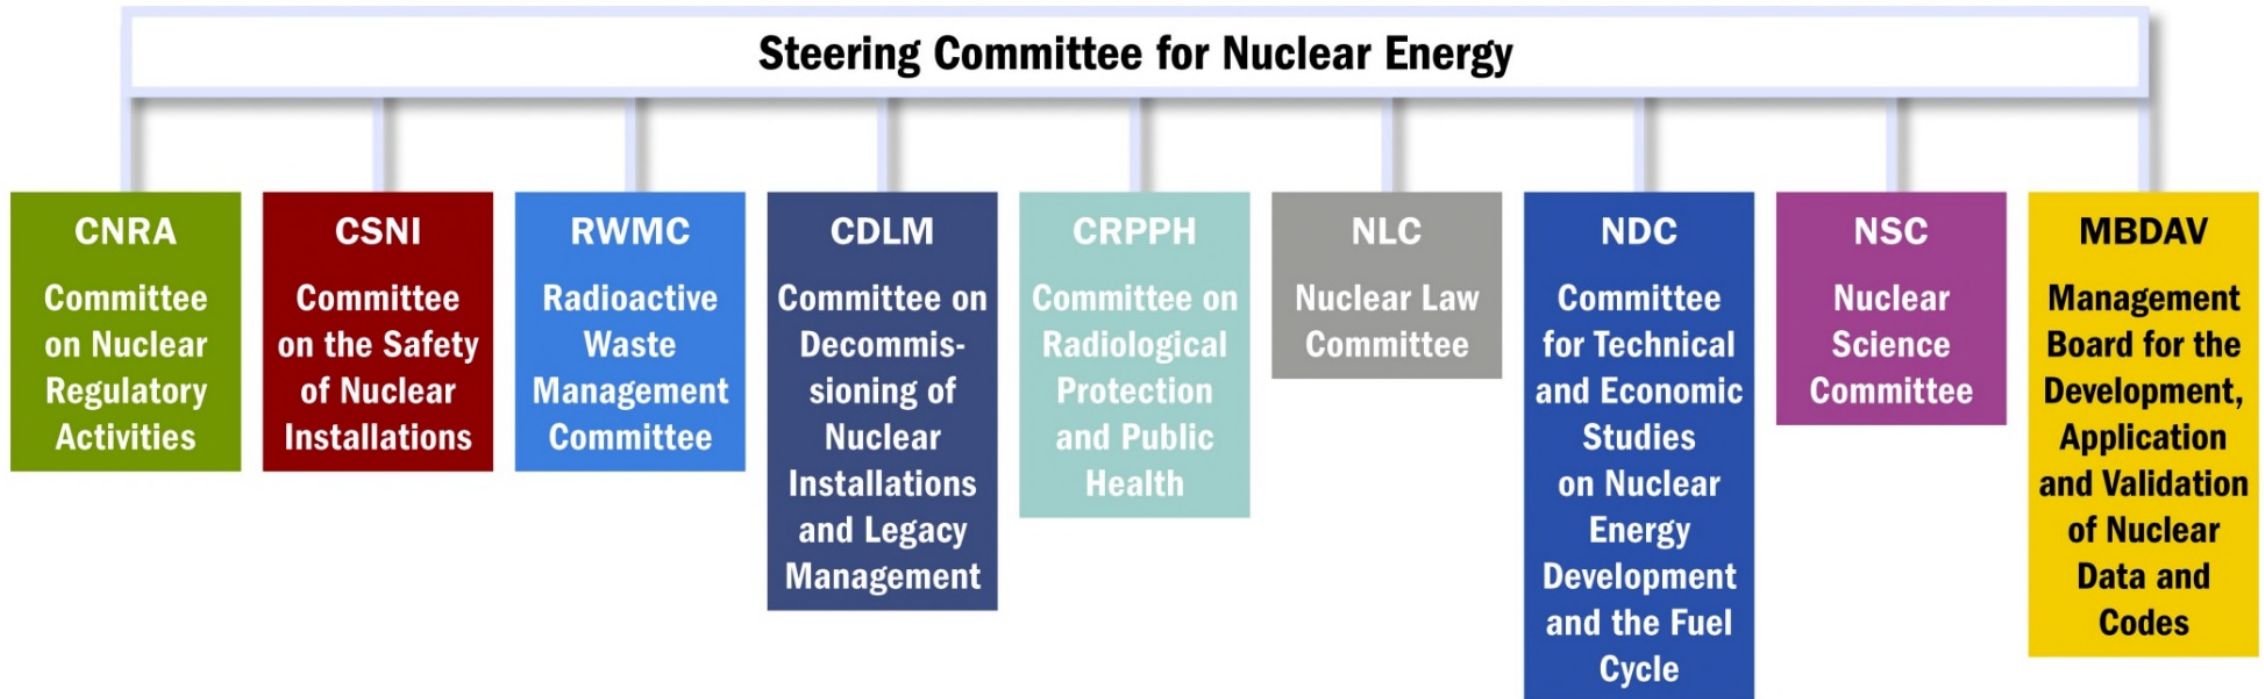 Steering Committee for Nuclear Energy
CNRA
Committee
on Nuclear
Regulatory
Activities
CSNI
Committee
on the Safety
of Nuclear
Installations
RWMC
Radioactive
Waste
Management
Committee
CDLM
Committee on
Decommis-
sioning of
Nuclear
Installations
and Legacy
Management
CRPPH
Committee on
Radiological
Protection
and Public
Health
NLC
Nuclear Law
Committee
NDC
Committee
for Technical
and Economic
Studies
on Nuclear
Energy
Development
and the Fuel
Cycle
NSC
Nuclear
Science
Committee
MBDAV
Management
Board for the
Development,
Application
and Validation
of Nuclear
Data and
Codes